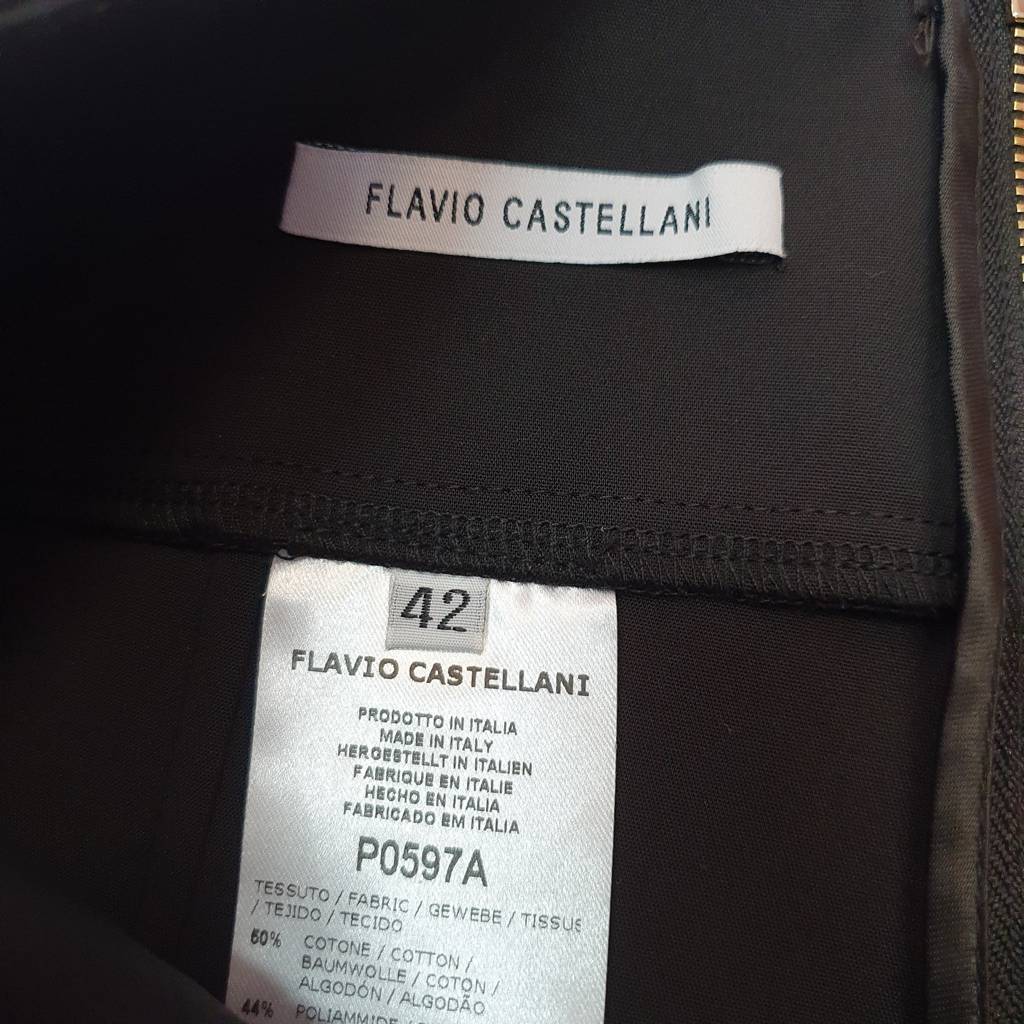 FLAVIO CASTELLANI
42
FLAVIO CASTELLANI
PRODOTTO IN ITALIA
MADE IN ITALY
HERGESTELLT IN ITALIEN
FABRIQUE EN ITALIE
HECHO EN ITALIA
FABRICADO EM ITALIA
P0597A
TESSUTO / FABRIC / GEWEBE / TISSUS
/ TEJIDO / TECIDO
COTONE / COTTON /
BAUMWOLLE / COTON /
ALGODÓN / ALGODÃO
44% POLIAMMIDE /